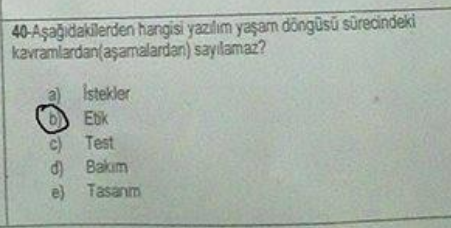 40-Aşağıdakilerden hangisi yazılım yaşam döngüsü sürecindeki
kavramlardan(aşamalardan) sayılamaz?
a) İstekler
b) Etik
c) Test
d) Bakım
e) Tasarım